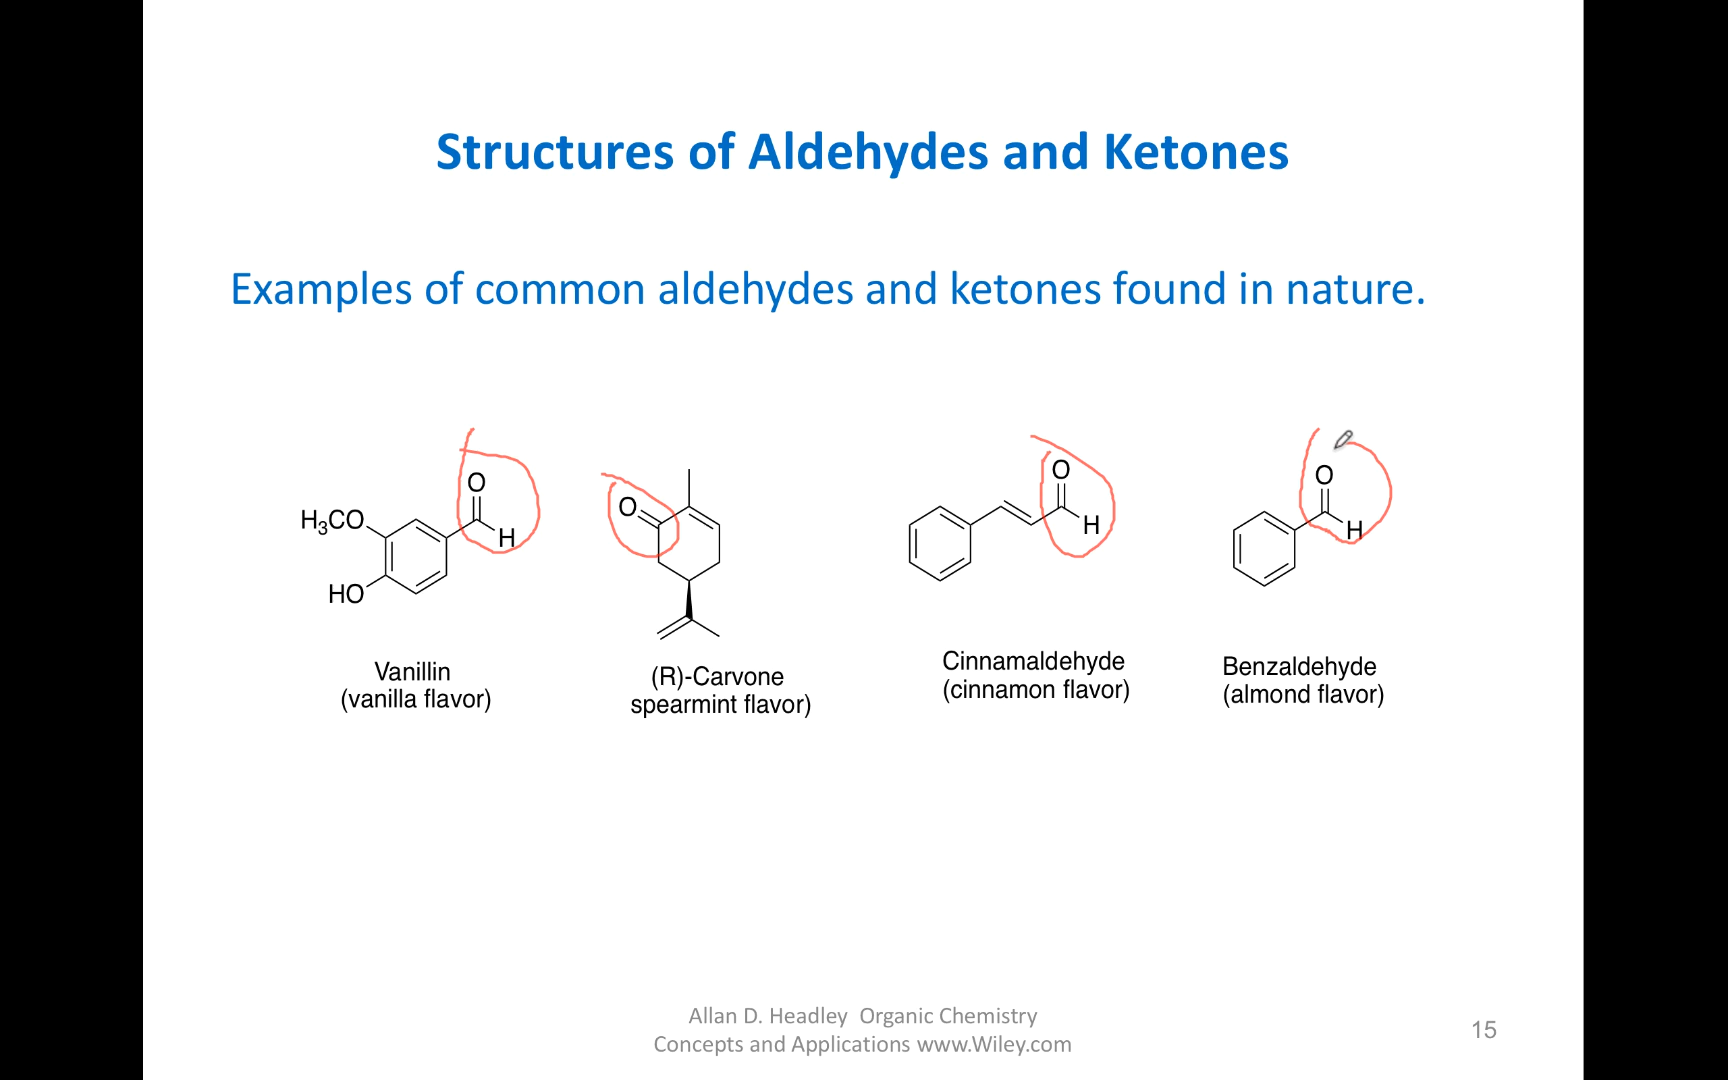 Structures of Aldehydes and Ketones
Examples of common aldehydes and ketones found in nature.
O
H
H₃CO
HO
Vanillin
(vanilla flavor)
O
(R)-Carvone
spearmint flavor)
O
H
Cinnamaldehyde
(cinnamon flavor)
O
H
Benzaldehyde
(almond flavor)
Allan D. Headley Organic Chemistry
Concepts and Applications www.Wiley.com
15